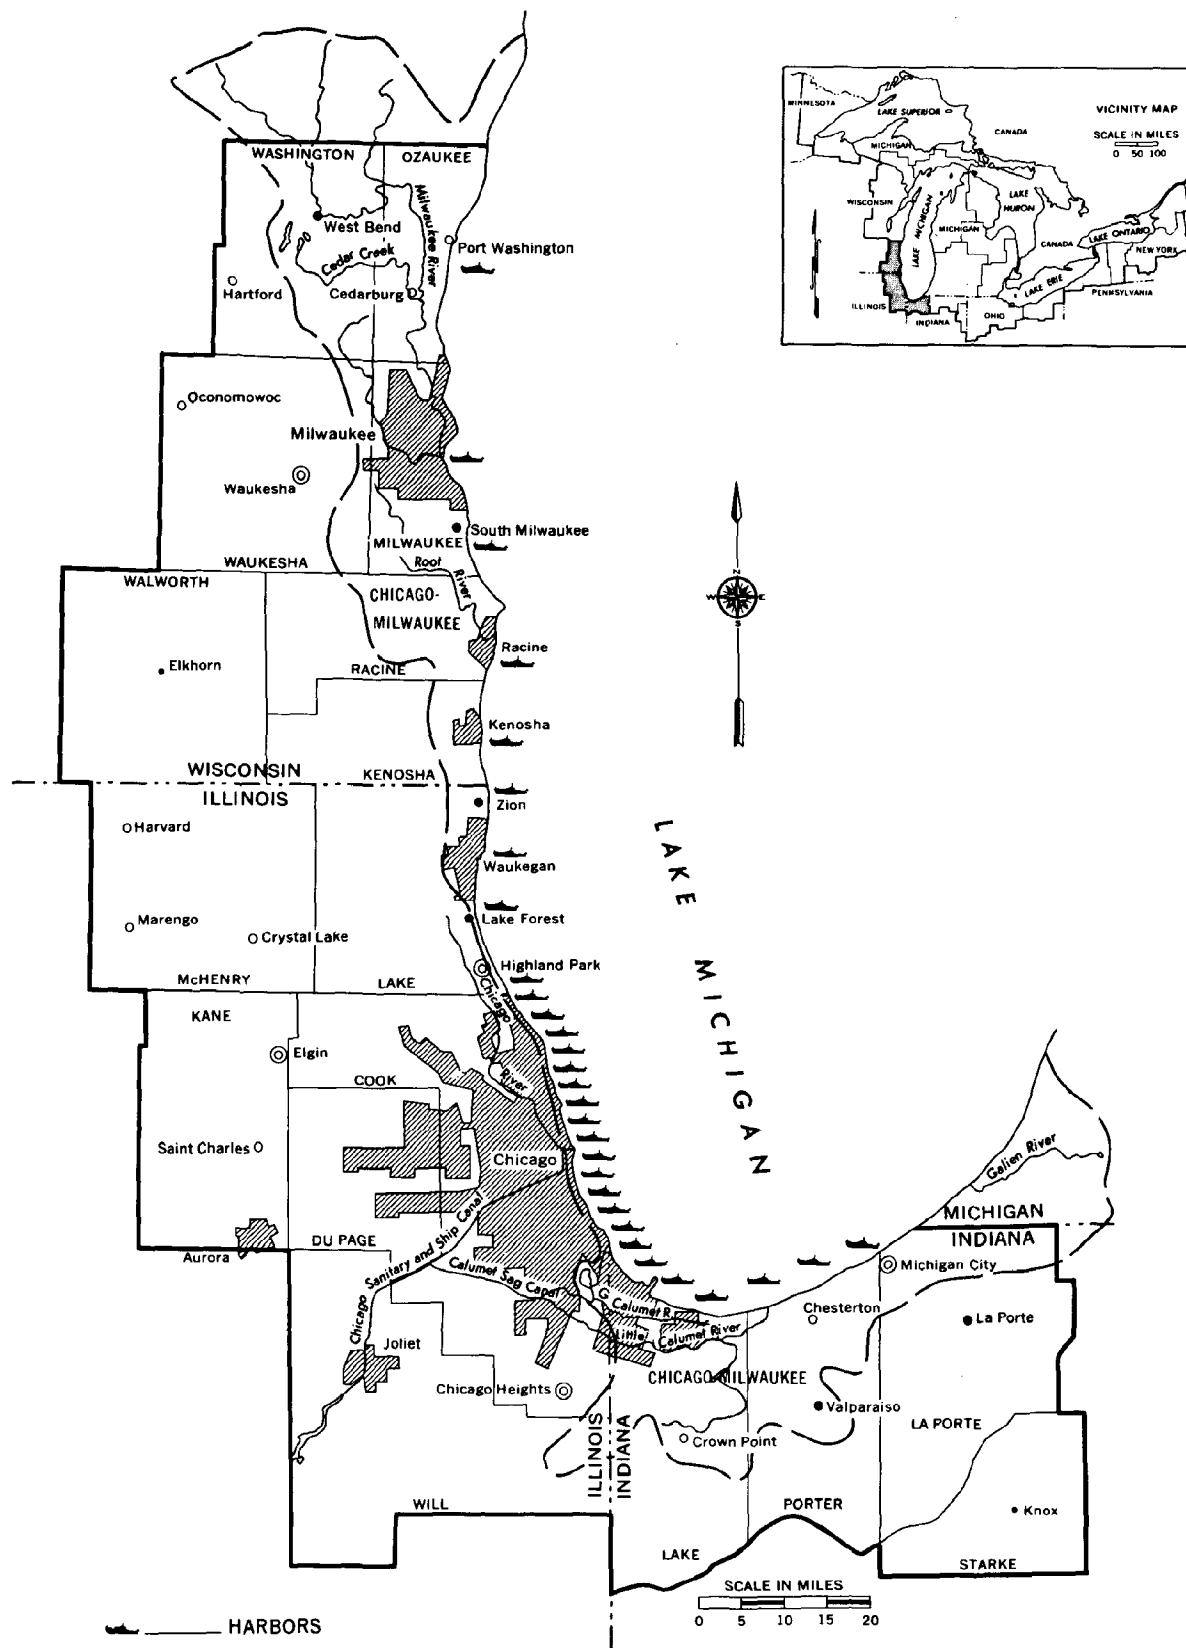 VICINITY MAP
SCALE IN MILES
0 50 100
MINNESOTA
LAKE SUPERIOR
CANADA
MICHIGAN
WISCONSIN
LAKE MICHIGAN
LAKE HURON
MICHIGAN
CANADA
LAKE ONTARIO
NEW YORK
LAKE ERIE
PENNSYLVANIA
ILLINOIS
INDIANA
OHIO
WASHINGTON
OZAUKEE
Milwaukee River
West Bend
Port Washington
Cedar Creek
Hartford
Cedarburg
Oconomowoc
Milwaukee
Waukesha
South Milwaukee
MILWAUKEE
WAUKESHA
Root River
WALWORTH
CHICAGO-
MILWAUKEE
Elkhorn
Racine
RACINE
Kenosha
N
W E
S
WISCONSIN
KENOSHA
ILLINOIS
Zion
Harvard
LAKE MICHIGAN
Waukegan
Marengo
Lake Forest
Crystal Lake
Highland Park
McHENRY
LAKE
Chicago River
KANE
Elgin
COOK
Saint Charles
Chicago
Galien River
MICHIGAN
INDIANA
DU PAGE
Aurora
Chicago Sanitary and Ship Canal
Calumet Sag Canal
Michigan City
G. Calumet R.
Chesterton
La Porte
Little Calumet River
Joliet
Chicago Heights
CHICAGO-MILWAUKEE
Valparaiso
LA PORTE
Crown Point
ILLINOIS
INDIANA
WILL
PORTER
Knox
LAKE
STARKE
SCALE IN MILES
0 5 10 15 20
HARBORS